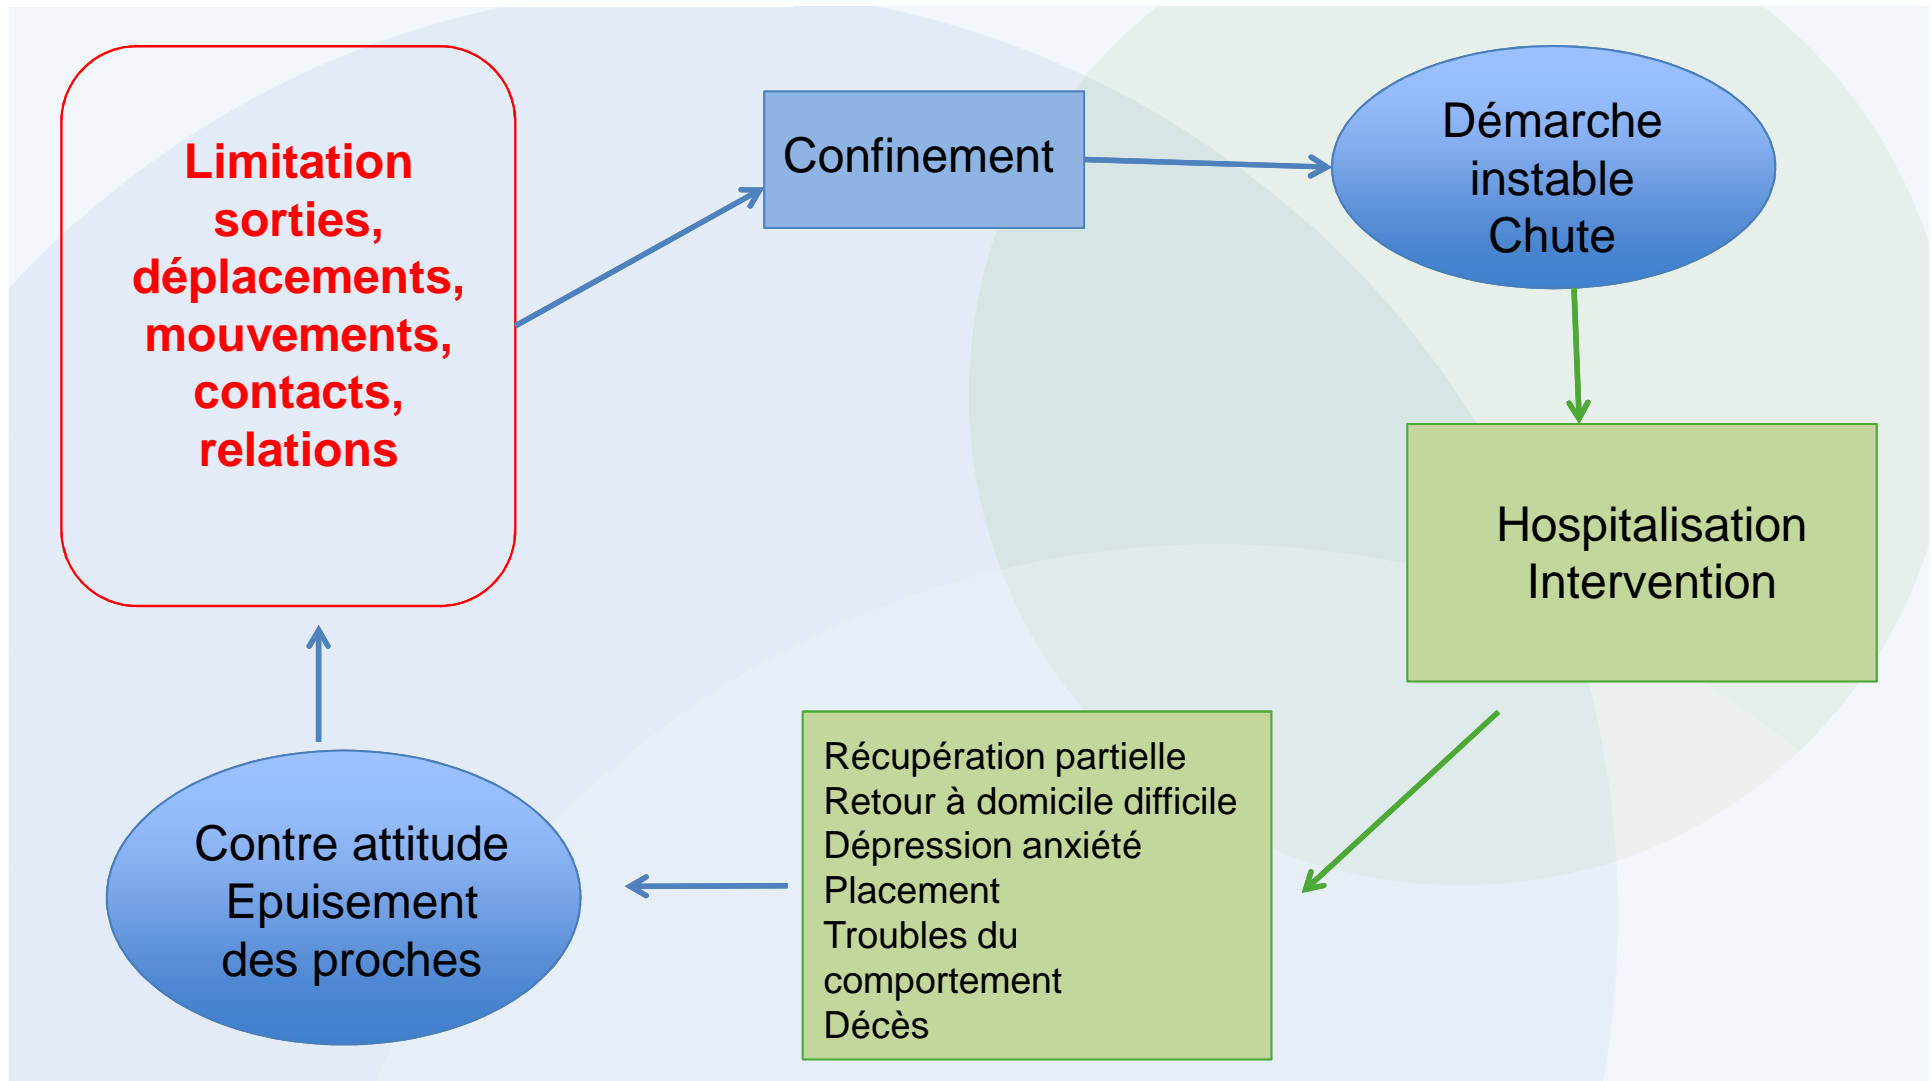 Limitation
sorties,
déplacements,
mouvements,
contacts,
relations
Confinement
Démarche
instable
Chute
Hospitalisation
Intervention
Récupération partielle
Retour à domicile difficile
Dépression anxiété
Placement
Troubles du
comportement
Décès
Contre attitude
Epuisement
des proches